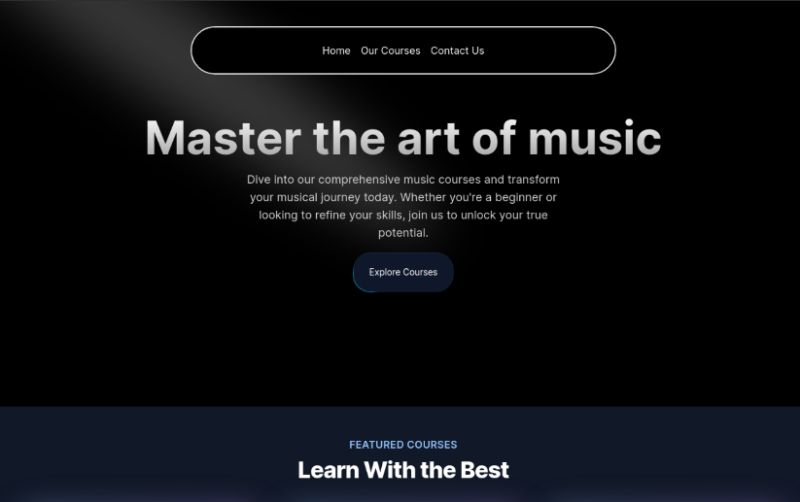 Home Our Courses Contact Us
Master the art of music
Dive into our comprehensive music courses and transform
your musical journey today. Whether you're a beginner or
looking to refine your skills, join us to unlock your true
potential.
Explore Courses
FEATURED COURSES
Learn With the Best